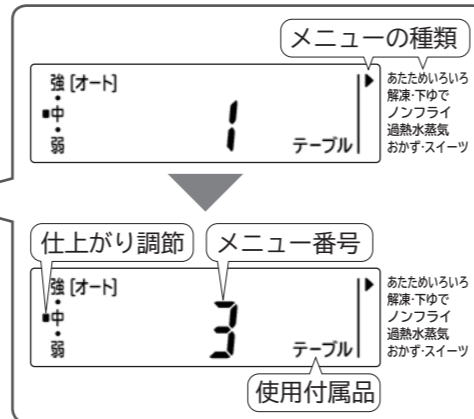 メニューの種類
強 [オート]
中
弱
1
テーブル
あたためいろいろ
解凍・下ゆで
ノンフライ
過熱水蒸気
おかず・スイーツ
仕上がり調節
メニュー番号
強 [オート]
中
弱
3
テーブル
あたためいろいろ
解凍・下ゆで
ノンフライ
過熱水蒸気
おかず・スイーツ
使用付属品